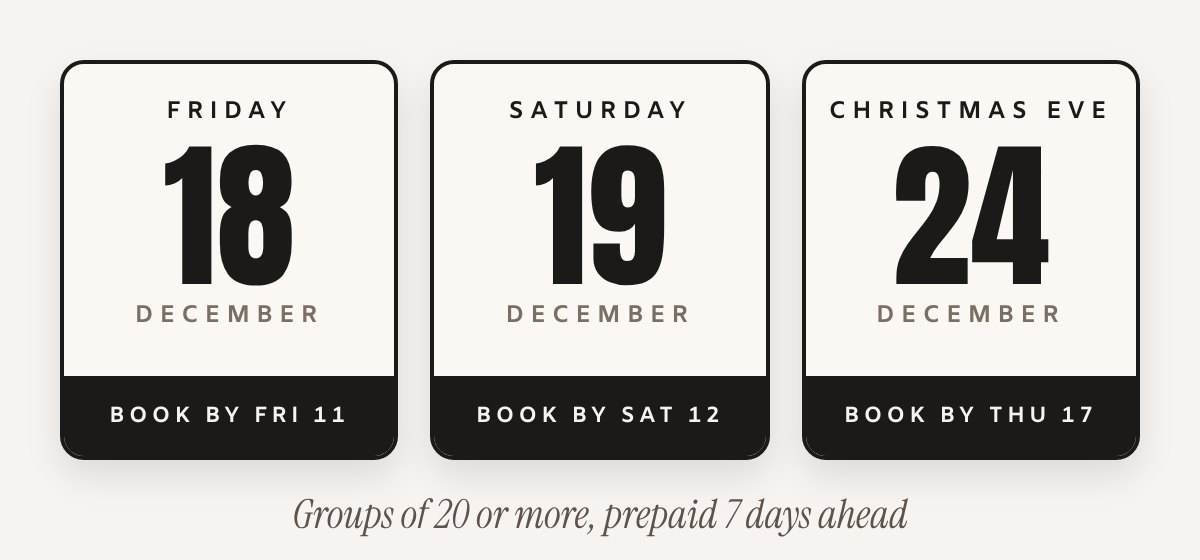 FRIDAY
18
DECEMBER
BOOK BY FRI 11
SATURDAY
19
DECEMBER
BOOK BY SAT 12
CHRISTMAS EVE
24
DECEMBER
BOOK BY THU 17
Groups of 20 or more, prepaid 7 days ahead